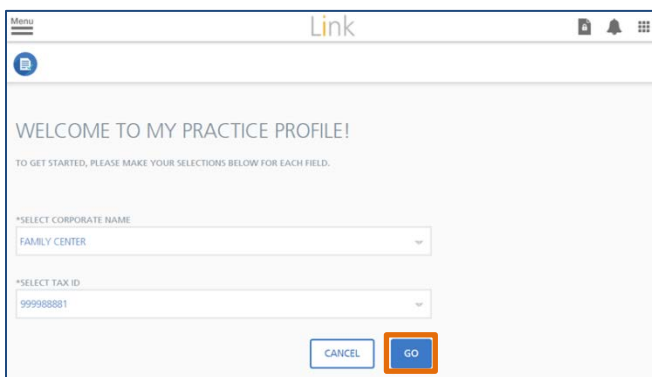 Menu
Link
WELCOME TO MY PRACTICE PROFILE!
TO GET STARTED, PLEASE MAKE YOUR SELECTIONS BELOW FOR EACH FIELD.
*SELECT CORPORATE NAME
FAMILY CENTER
*SELECT TAX ID
999988881
CANCEL GO